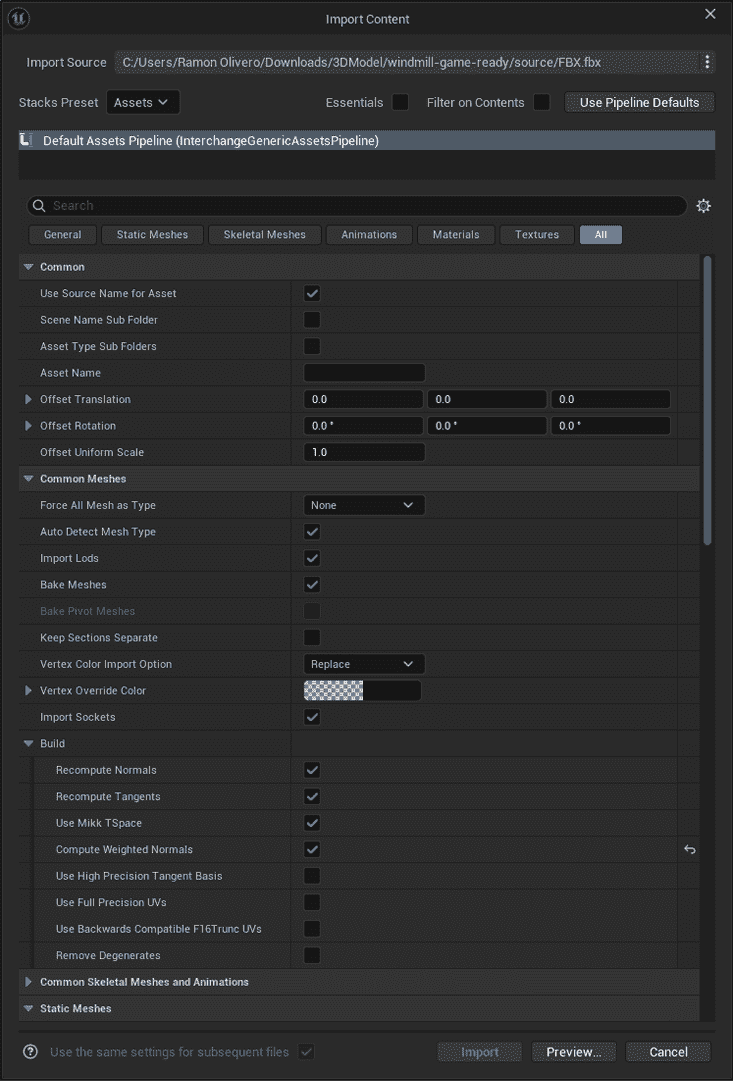 Import Content
Import Source C:/Users/Ramon Olivero/Downloads/3DModel/windmill-game-ready/source/FBX.fbx
Stacks Preset Assets Essentials Filter on Contents Use Pipeline Defaults
Default Assets Pipeline (InterchangeGenericAssetsPipeline)
Search
General Static Meshes Skeletal Meshes Animations Materials Textures All
Common
Use Source Name for Asset
Scene Name Sub Folder
Asset Type Sub Folders
Asset Name
Offset Translation 0.0 0.0 0.0
Offset Rotation 0.0 ° 0.0 ° 0.0 °
Offset Uniform Scale 1.0
Common Meshes
Force All Mesh as Type None
Auto Detect Mesh Type
Import Lods
Bake Meshes
Bake Pivot Meshes
Keep Sections Separate
Vertex Color Import Option Replace
Vertex Override Color
Import Sockets
Build
Recompute Normals
Recompute Tangents
Use Mikk TSpace
Compute Weighted Normals
Use High Precision Tangent Basis
Use Full Precision UVs
Use Backwards Compatible F16Trunc UVs
Remove Degenerates
Common Skeletal Meshes and Animations
Static Meshes
Use the same settings for subsequent files Import Preview... Cancel